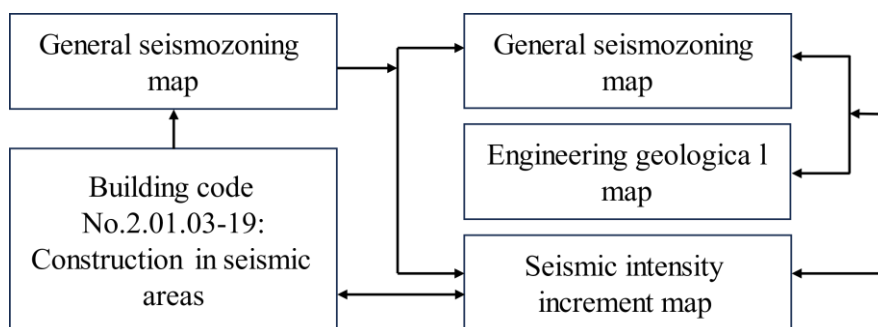 General seismozoning
map
Building code
No.2.01.03-19:
Construction in seismic
areas
General seismozoning
map
Engineering geologica l
map
Seismic intensity
increment map